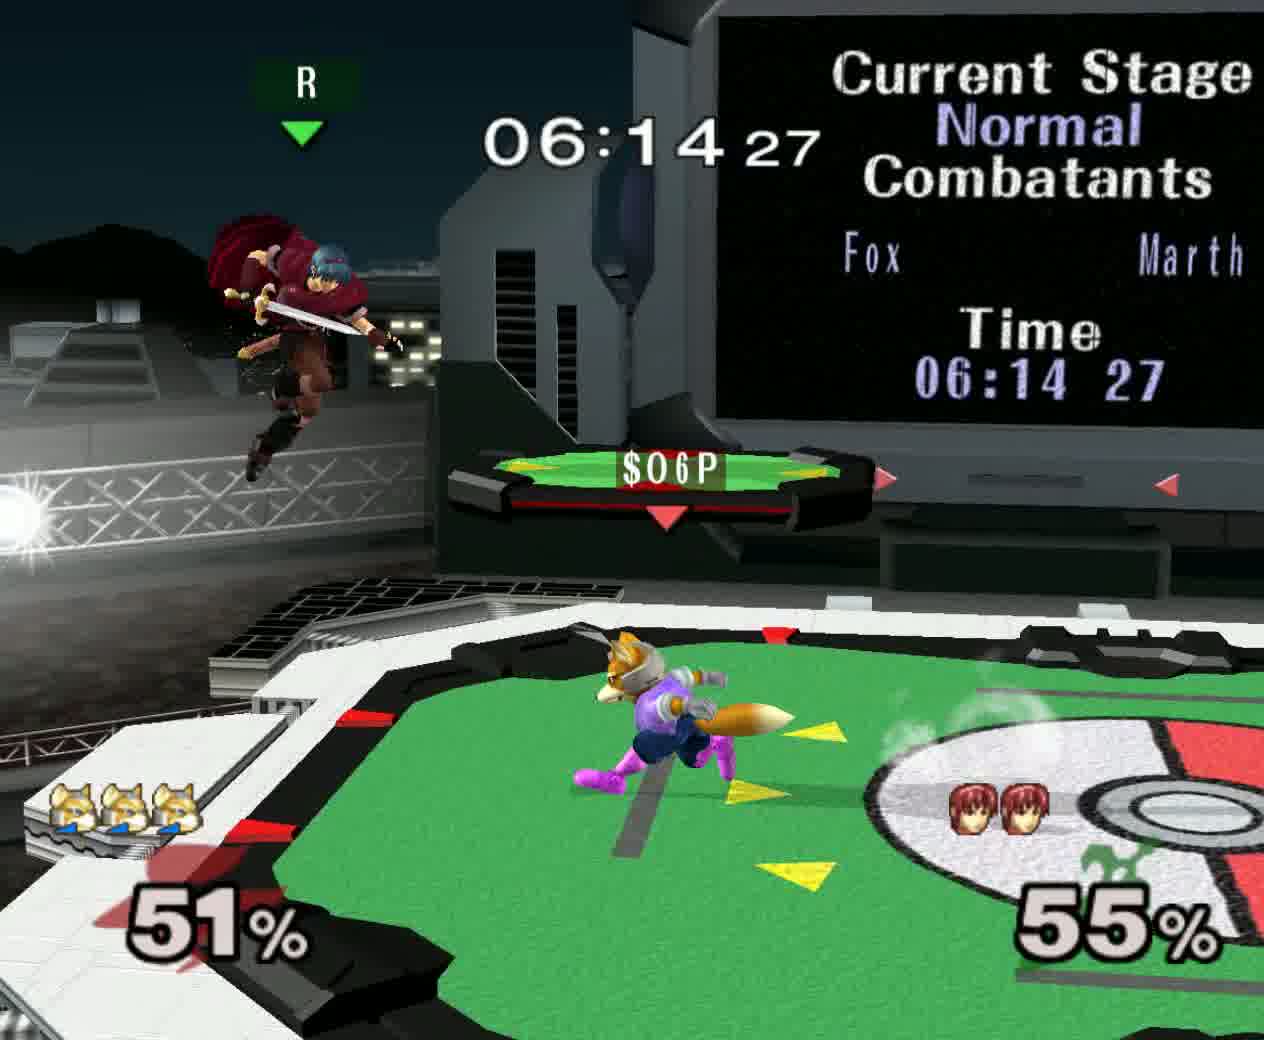 R
06:14 27
Current Stage
Normal
Combatants
Fox Marth
Time
06:14 27
$06P
51%
55%